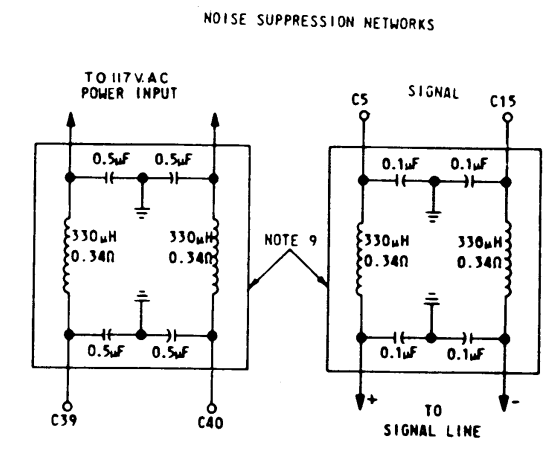 NOISE SUPPRESSION NETWORKS
TO 117V.AC
POWER INPUT
SIGNAL
C5
C15
0.5µF 0.5µF
0.1µF 0.1µF
330µH
0.34Ω
330µH
0.34Ω
NOTE 9
330µH
0.34Ω
330µH
0.34Ω
0.5µF 0.5µF
0.1µF 0.1µF
C39
C40
+
-
TO
SIGNAL LINE